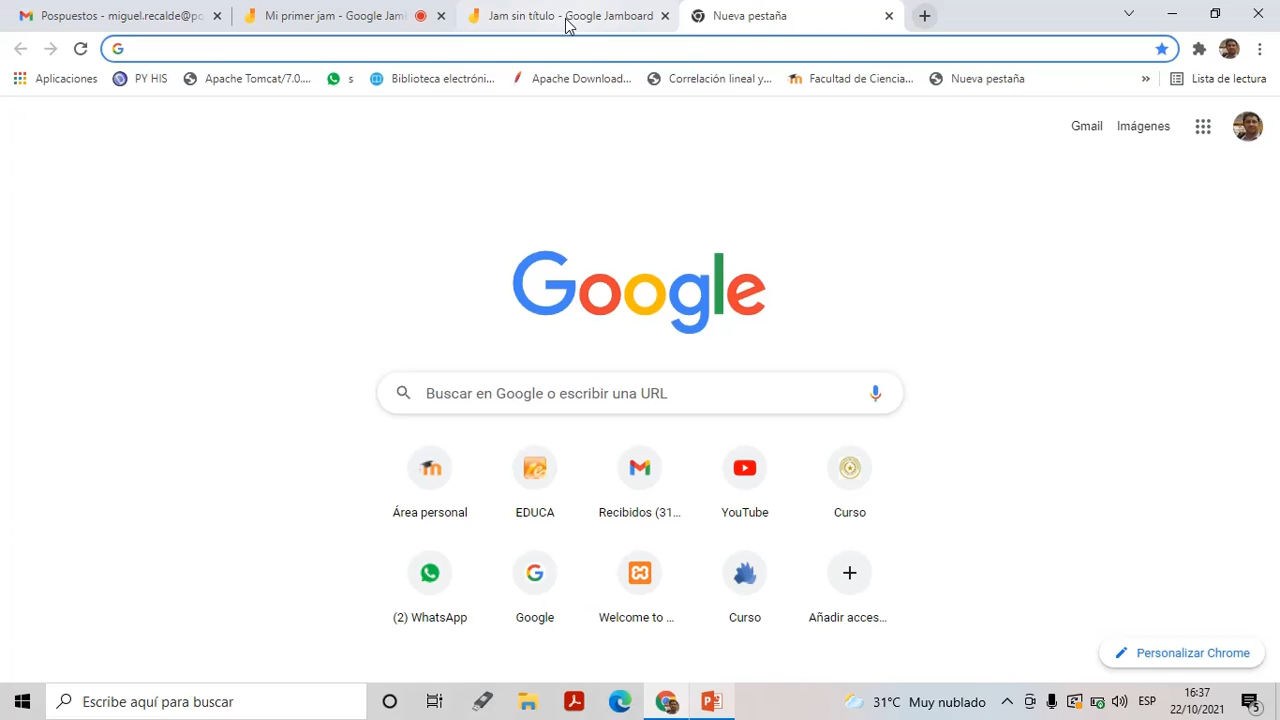 Pospuestos - miguel.recalde@po
Mi primer jam - Google Jamb
Jam sin título - Google Jamboard
Nueva pestaña
Aplicaciones
PY HIS
Apache Tomcat/7.0....
s
Biblioteca electróni...
Apache Download...
Correlación lineal y...
Facultad de Ciencia...
Nueva pestaña
»
Lista de lectura
Gmail
Imágenes
Google
Buscar en Google o escribir una URL
Área personal
EDUCA
Recibidos (31...
YouTube
Curso
(2) WhatsApp
Google
Welcome to ...
Curso
Añadir acces...
Personalizar Chrome
Escribe aquí para buscar
31°C Muy nublado
ESP
16:37
22/10/2021
5